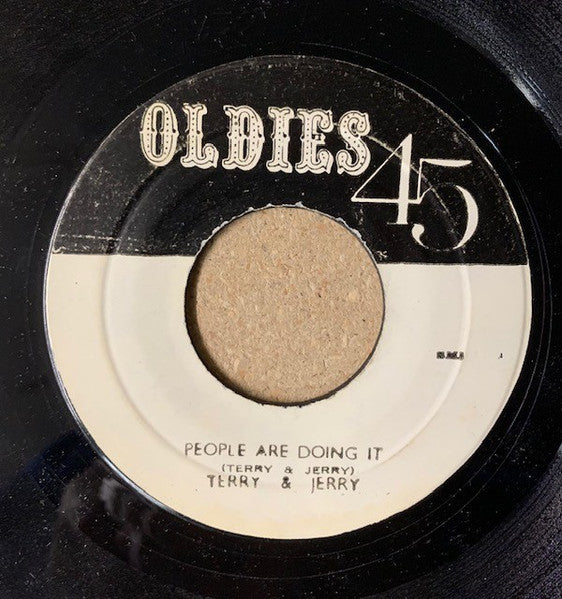 OLDIES
45
PEOPLE ARE DOING IT
(TERRY & JERRY)
TERRY & JERRY